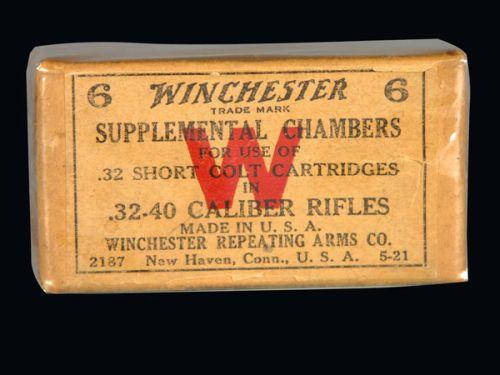 6 WINCHESTER 6
TRADE MARK
W
SUPPLEMENTAL CHAMBERS
FOR USE OF
.32 SHORT COLT CARTRIDGES
IN
.32-40 CALIBER RIFLES
MADE IN U.S.A.
WINCHESTER REPEATING ARMS CO.
2187 New Haven, Conn., U. S. A. 5-21